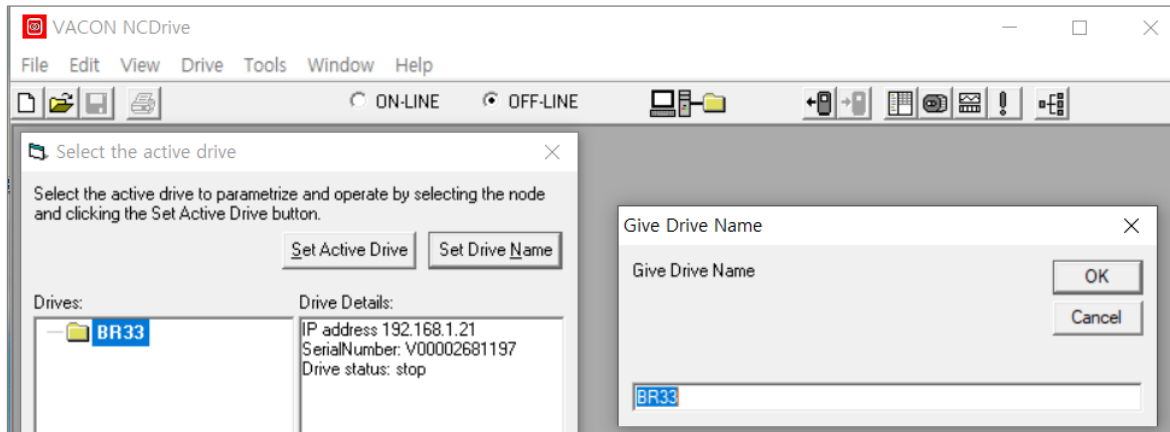 VACON NCDrive
File Edit View Drive Tools Window Help
ON-LINE OFF-LINE
Select the active drive
Select the active drive to parametrize and operate by selecting the node
and clicking the Set Active Drive button.
Set Active Drive Set Drive Name
Drives: Drive Details:
BR33
IP address 192.168.1.21
SerialNumber: V00002681197
Drive status: stop
Give Drive Name
Give Drive Name
OK
Cancel
BR33